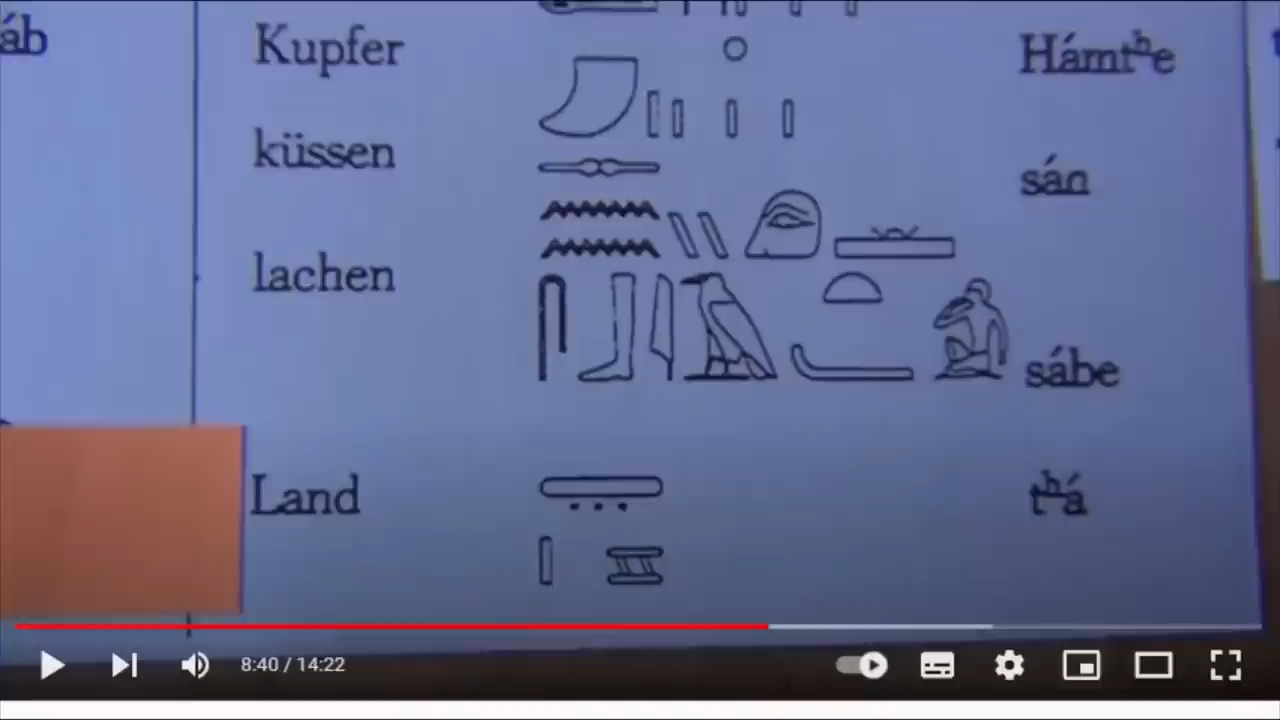 áb
Kupfer
Hámtʰe
küssen
sán
lachen
sábe
Land
tʰá
8:40 / 14:22